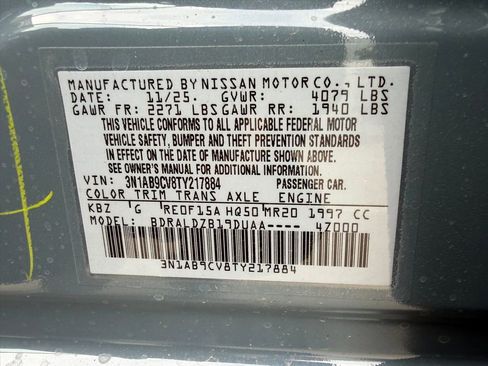 MANUFACTURED BY NISSAN MOTOR CO., LTD.
DATE: 11/25. GVWR: 4079 LBS
GAWR FR: 2271 LBS GAWR RR: 1940 LBS
THIS VEHICLE CONFORMS TO ALL APPLICABLE FEDERAL MOTOR
VEHICLE SAFETY, BUMPER AND THEFT PREVENTION STANDARDS
IN EFFECT ON THE DATE OF MANUFACTURE SHOWN ABOVE.
SEE OWNER'S MANUAL FOR ADDITIONAL INFORMATION.
VIN: 3N1AB9CV8TY217884 PASSENGER CAR.
COLOR TRIM TRANS AXLE ENGINE
KBZ G RE0F15A HQ50 MR20 1997 CC
MODEL: BDRALDZB19DUAA---- 4Z000
3N1AB9CV8TY217884